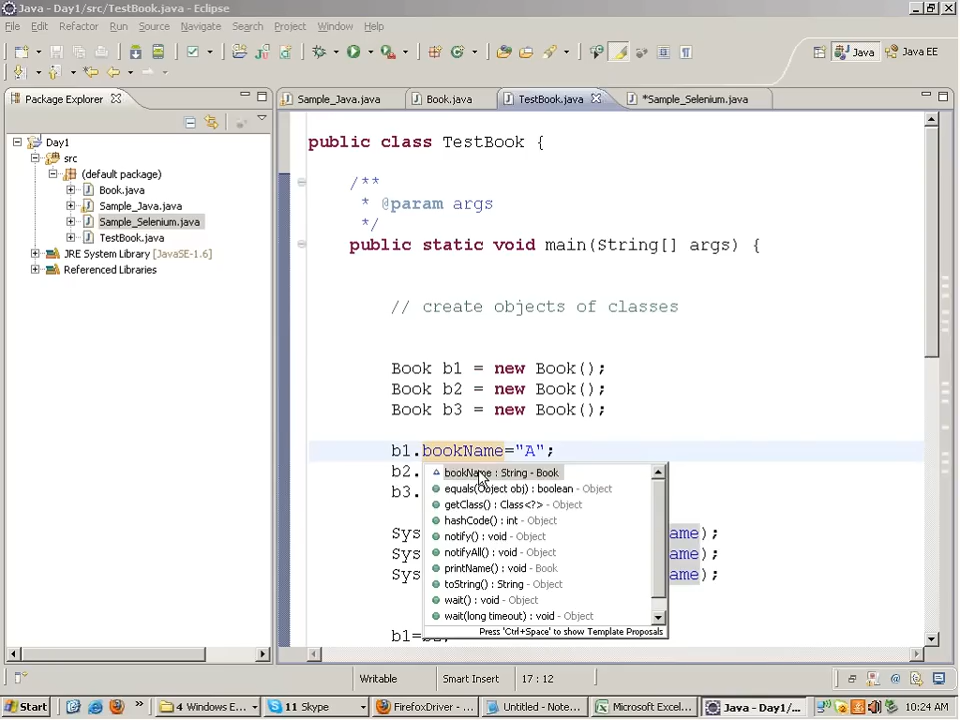 Java - Day1/src/TestBook.java - Eclipse
File Edit Refactor Run Source Navigate Search Project Window Help
Java Java EE
Package Explorer
Sample_Java.java Book.java TestBook.java *Sample_Selenium.java
Day1
src
(default package)
Book.java
Sample_Java.java
Sample_Selenium.java
TestBook.java
JRE System Library [JavaSE-1.6]
Referenced Libraries
public class TestBook {
/**
* @param args
*/
public static void main(String[] args) {
// create objects of classes
Book b1 = new Book();
Book b2 = new Book();
Book b3 = new Book();
b1.bookName="A";
b2.
b3.
Sys ame);
Sys ame);
Sys ame);
bookName : String - Book
equals(Object obj) : boolean - Object
getClass() : Class<?> - Object
hashCode() : int - Object
notify() : void - Object
notifyAll() : void - Object
printName() : void - Book
toString() : String - Object
wait() : void - Object
wait(long timeout) : void - Object
Press 'Ctrl+Space' to show Template Proposals
Writable Smart Insert 17 : 12
Start » 4 Windows E... 11 Skype FirefoxDriver - ... Untitled - Note... Microsoft Excel... Java - Day1/... 10:24 AM